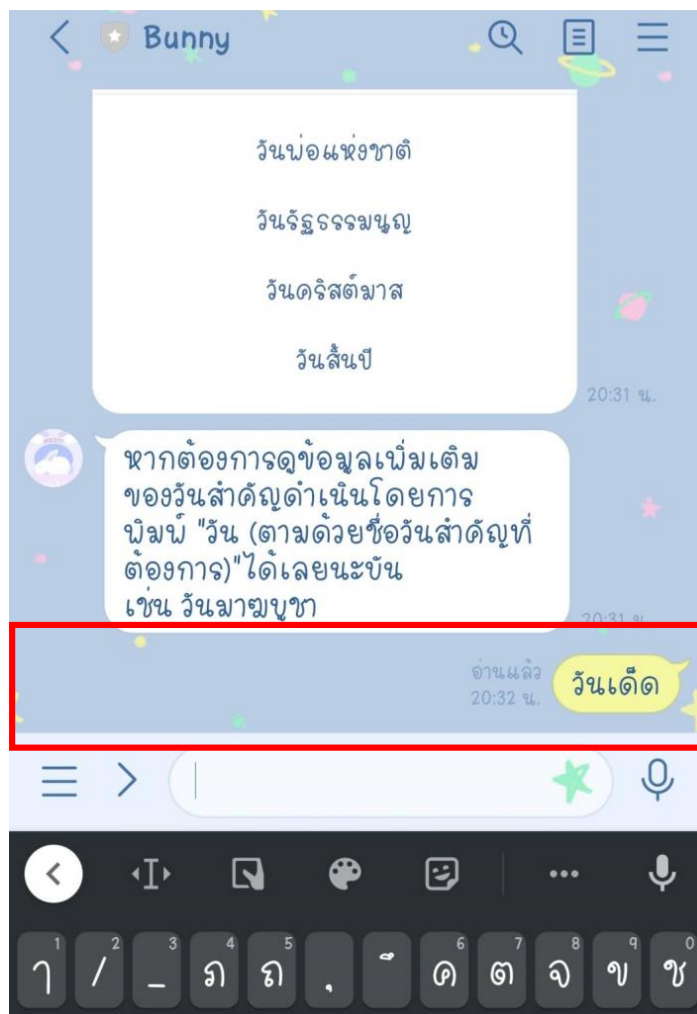 Bunny
วันพ่อแห่งชาติ
วันรัฐธรรมนูญ
วันคริสต์มาส
วันสิ้นปี
20:31 น.
หากต้องการดูข้อมูลเพิ่มเติม
ของวันสำคัญดำเนินโดยการ
พิมพ์ "วัน (ตามด้วยชื่อวันสำคัญที่
ต้องการ)"ได้เลยนะบัน
เช่น วันมาฆบูชา
20:31 น.
อ่านแล้ว
20:32 น.
วันเด็ด
1 2 3 4 5 6 7 8 9 0
ๅ / _ ภ ถ ุ ึ ค ต จ ข ช